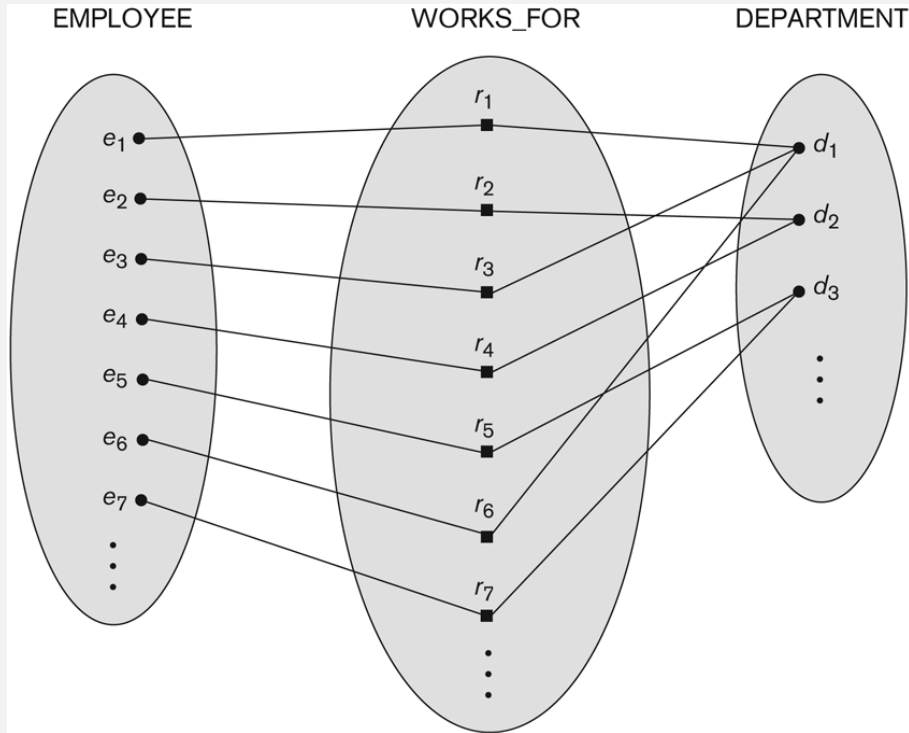 EMPLOYEE WORKS_FOR DEPARTMENT
r1
e1 d1
r2
e2 d2
e3 r3 d3
e4 r4
e5 r5
e6 r6
e7 r7